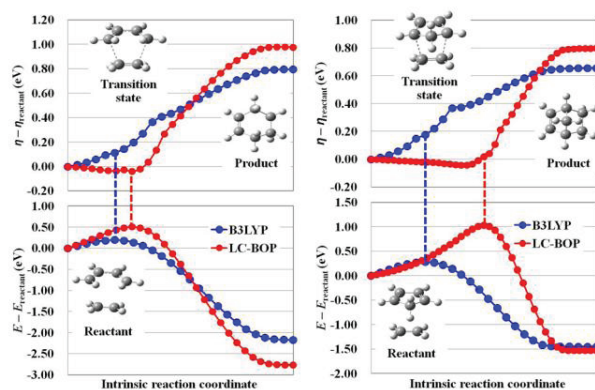 1.20
1.00
0.80
0.60
0.40
0.20
0.00
0.20
η – ηreactant (eV)
Transition
state
Product
1.00
0.50
0.00
-0.50
-1.00
-1.50
-2.00
-2.50
-3.00
E – Ereactant (eV)
B3LYP
LC-BOP
Reactant
Intrinsic reaction coordinate
1.00
0.80
0.60
0.40
0.20
0.00
0.20
η – ηreactant (eV)
Transition
state
Product
1.50
1.00
0.50
0.00
-0.50
-1.00
-1.50
-2.00
E – Ereactant (eV)
B3LYP
LC-BOP
Reactant
Intrinsic reaction coordinate